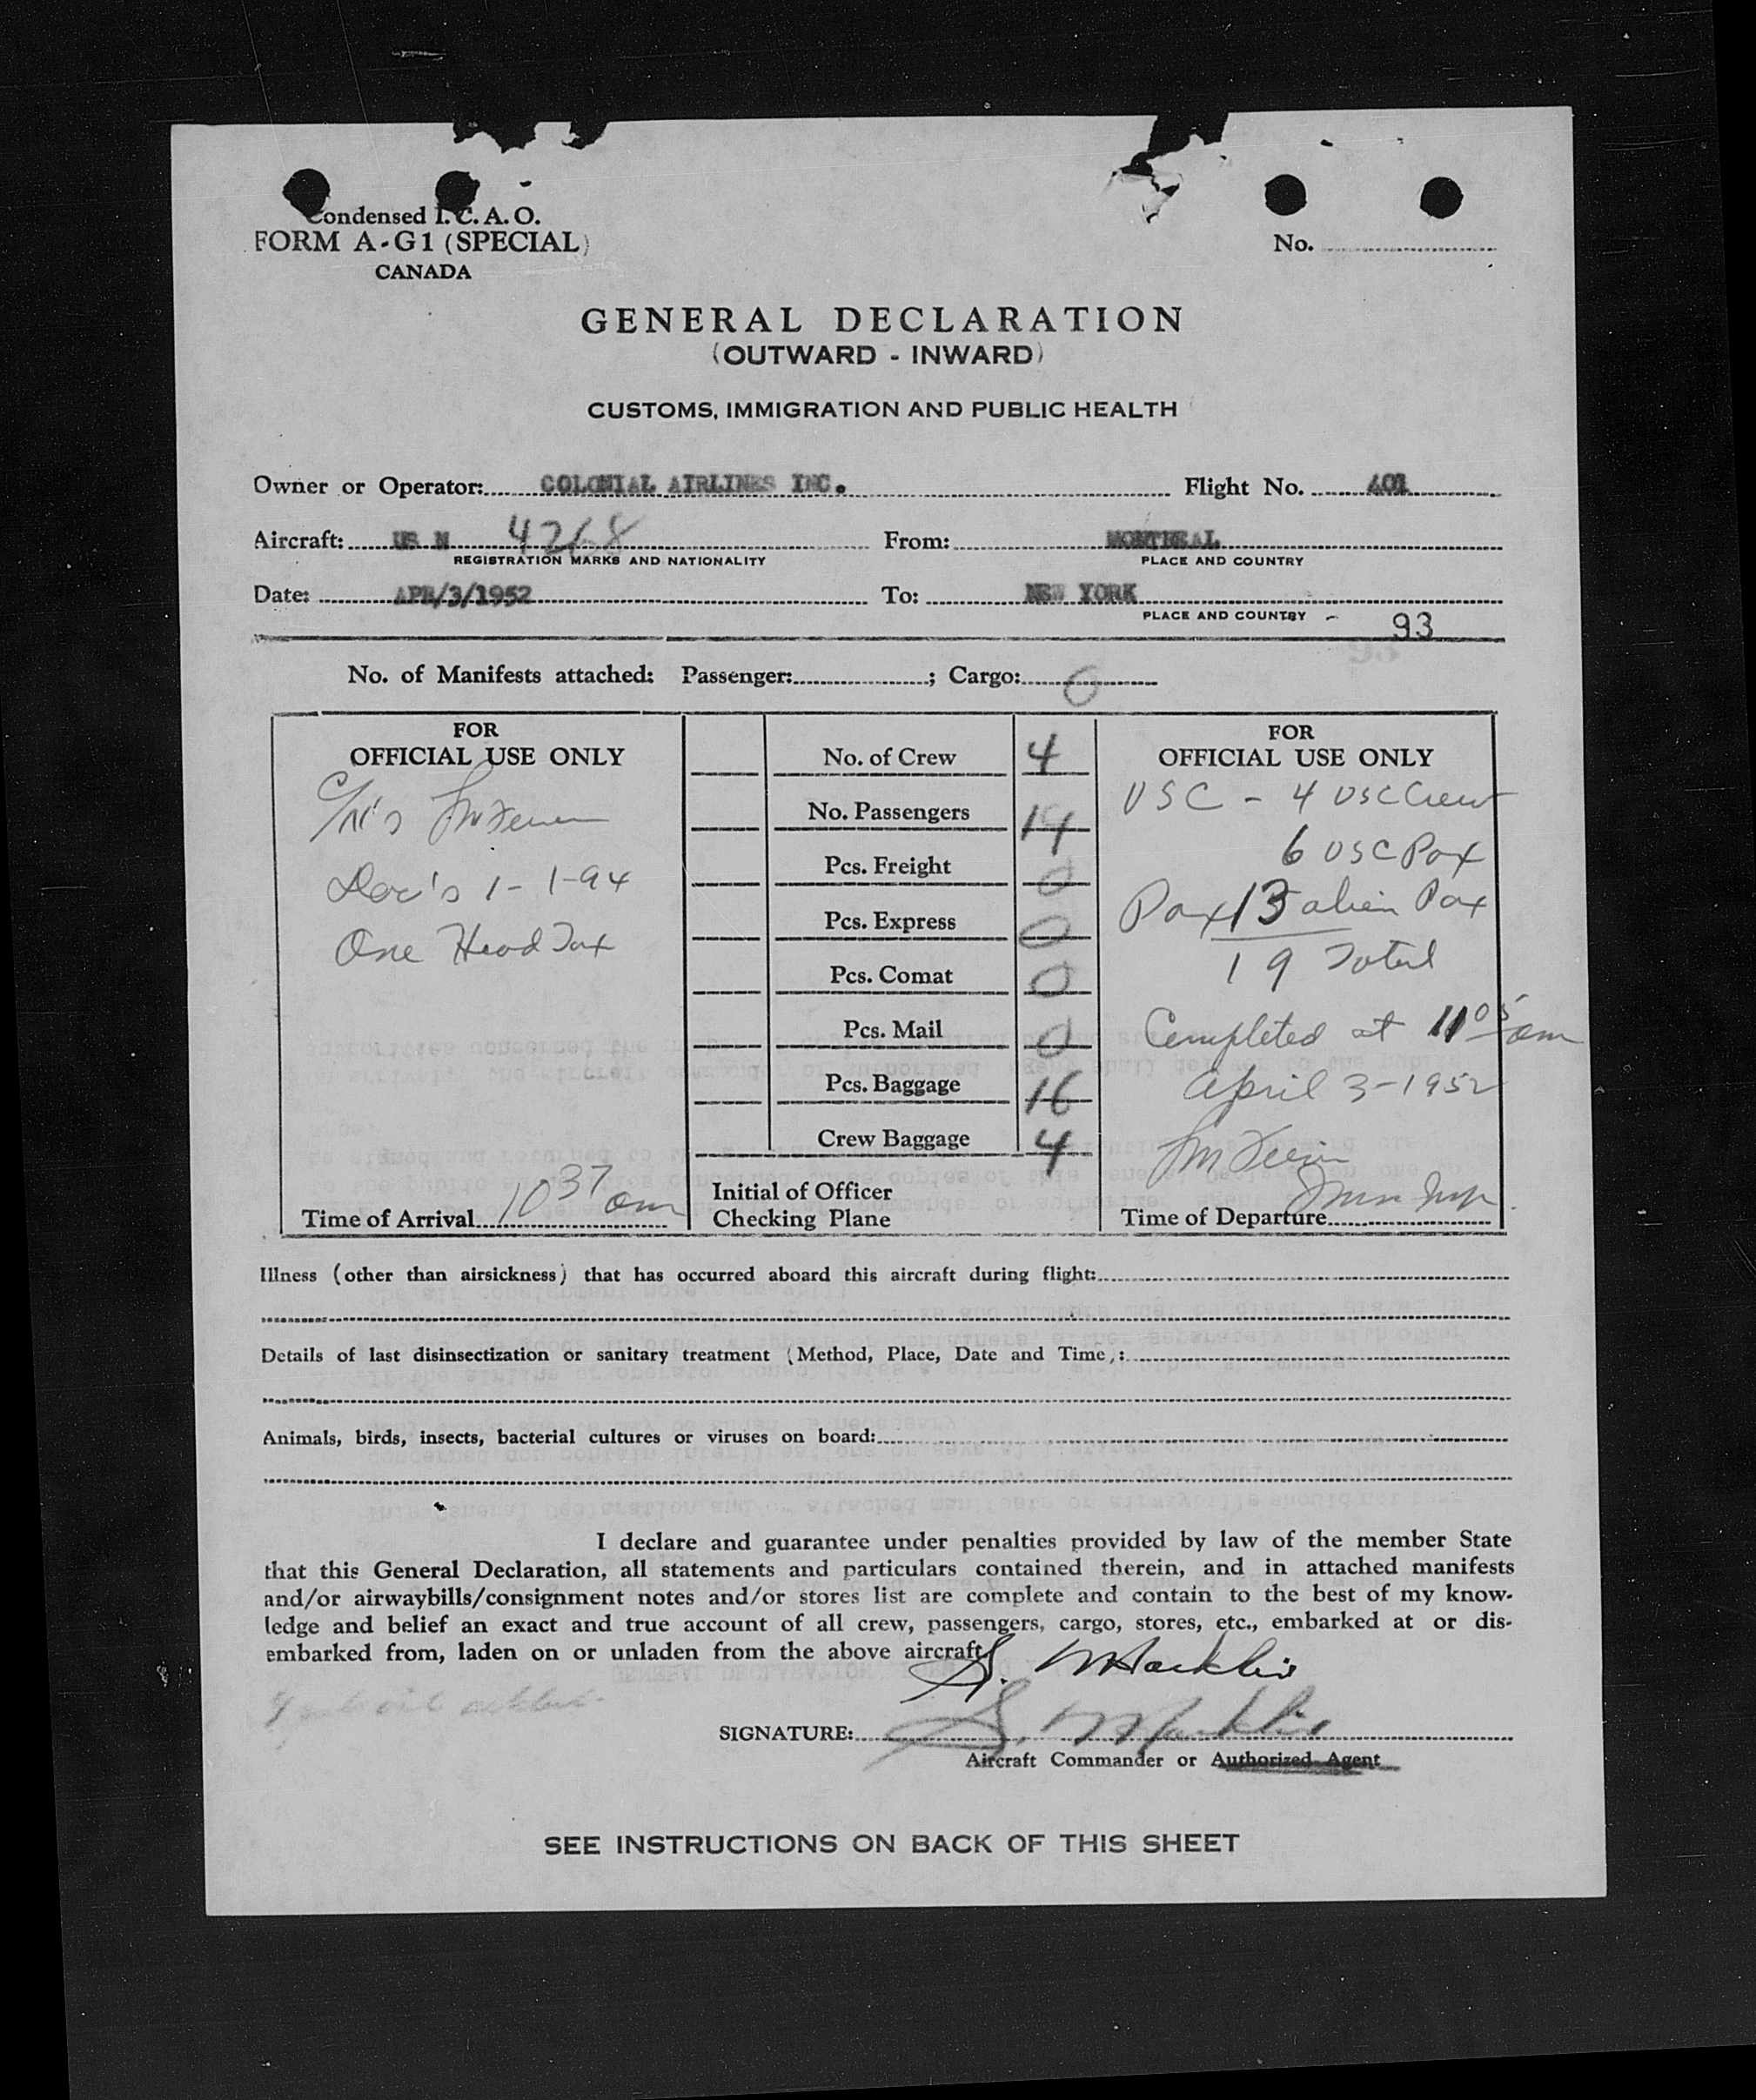 Condensed I. C. A. O.
FORM A-G1 (SPECIAL)
CANADA
No.
GENERAL DECLARATION
(OUTWARD - INWARD)
CUSTOMS, IMMIGRATION AND PUBLIC HEALTH
Owner or Operator: COLONIAL AIRLINES INC. Flight No. 401
Aircraft: US N 4268 From: MONTREAL
REGISTRATION MARKS AND NATIONALITY PLACE AND COUNTRY
Date: APR/3/1952 To: NEW YORK
PLACE AND COUNTRY - 93
No. of Manifests attached: Passenger: ; Cargo: 0
FOR
OFFICIAL USE ONLY
Doc's 1-1-94
One Head Tax
Time of Arrival 10 37 am
No. of Crew 4
No. Passengers 19
Pcs. Freight 0
Pcs. Express 0
Pcs. Comat 0
Pcs. Mail 0
Pcs. Baggage 16
Crew Baggage 4
Initial of Officer
Checking Plane
FOR
OFFICIAL USE ONLY
USC - 4 USC Crew
6 USC Pax
Pax 13 alien Pax
19 Total
Completed at 11 05 am
April 3-1952
Time of Departure
Illness (other than airsickness) that has occurred aboard this aircraft during flight:
Details of last disinsectization or sanitary treatment (Method, Place, Date and Time,:
Animals, birds, insects, bacterial cultures or viruses on board:
I declare and guarantee under penalties provided by law of the member State
that this General Declaration, all statements and particulars contained therein, and in attached manifests
and/or airwaybills/consignment notes and/or stores list are complete and contain to the best of my know-
ledge and belief an exact and true account of all crew, passengers, cargo, stores, etc., embarked at or dis-
embarked from, laden on or unladen from the above aircraft.
SIGNATURE:
Aircraft Commander or Authorized Agent
SEE INSTRUCTIONS ON BACK OF THIS SHEET